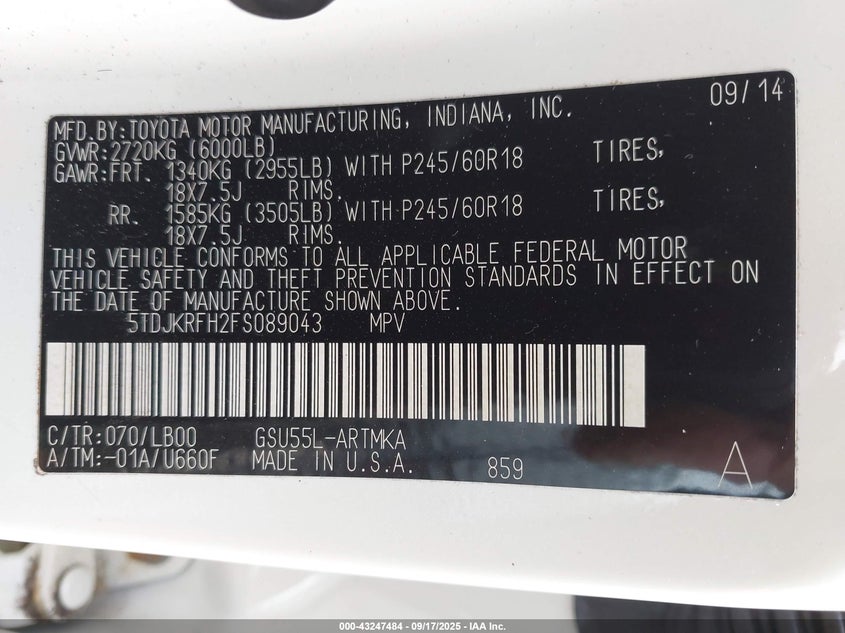 09/14
MFD.BY:TOYOTA MOTOR MANUFACTURING, INDIANA, INC.
GVWR:2720KG (6000LB)
GAWR:FRT. 1340KG (2955LB) WITH P245/60R18 TIRES,
18X7.5J RIMS.
RR. 1585KG (3505LB) WITH P245/60R18 TIRES,
18X7.5J RIMS.
THIS VEHICLE CONFORMS TO ALL APPLICABLE FEDERAL MOTOR
VEHICLE SAFETY AND THEFT PREVENTION STANDARDS IN EFFECT ON
THE DATE OF MANUFACTURE SHOWN ABOVE.
5TDJKRFH2FS089043 MPV
C/TR:070/LB00 GSU55L-ARTMKA
A/TM:-01A/U660F MADE IN U.S.A. 859 A
000-43247484 - 09/17/2025 - IAA Inc.